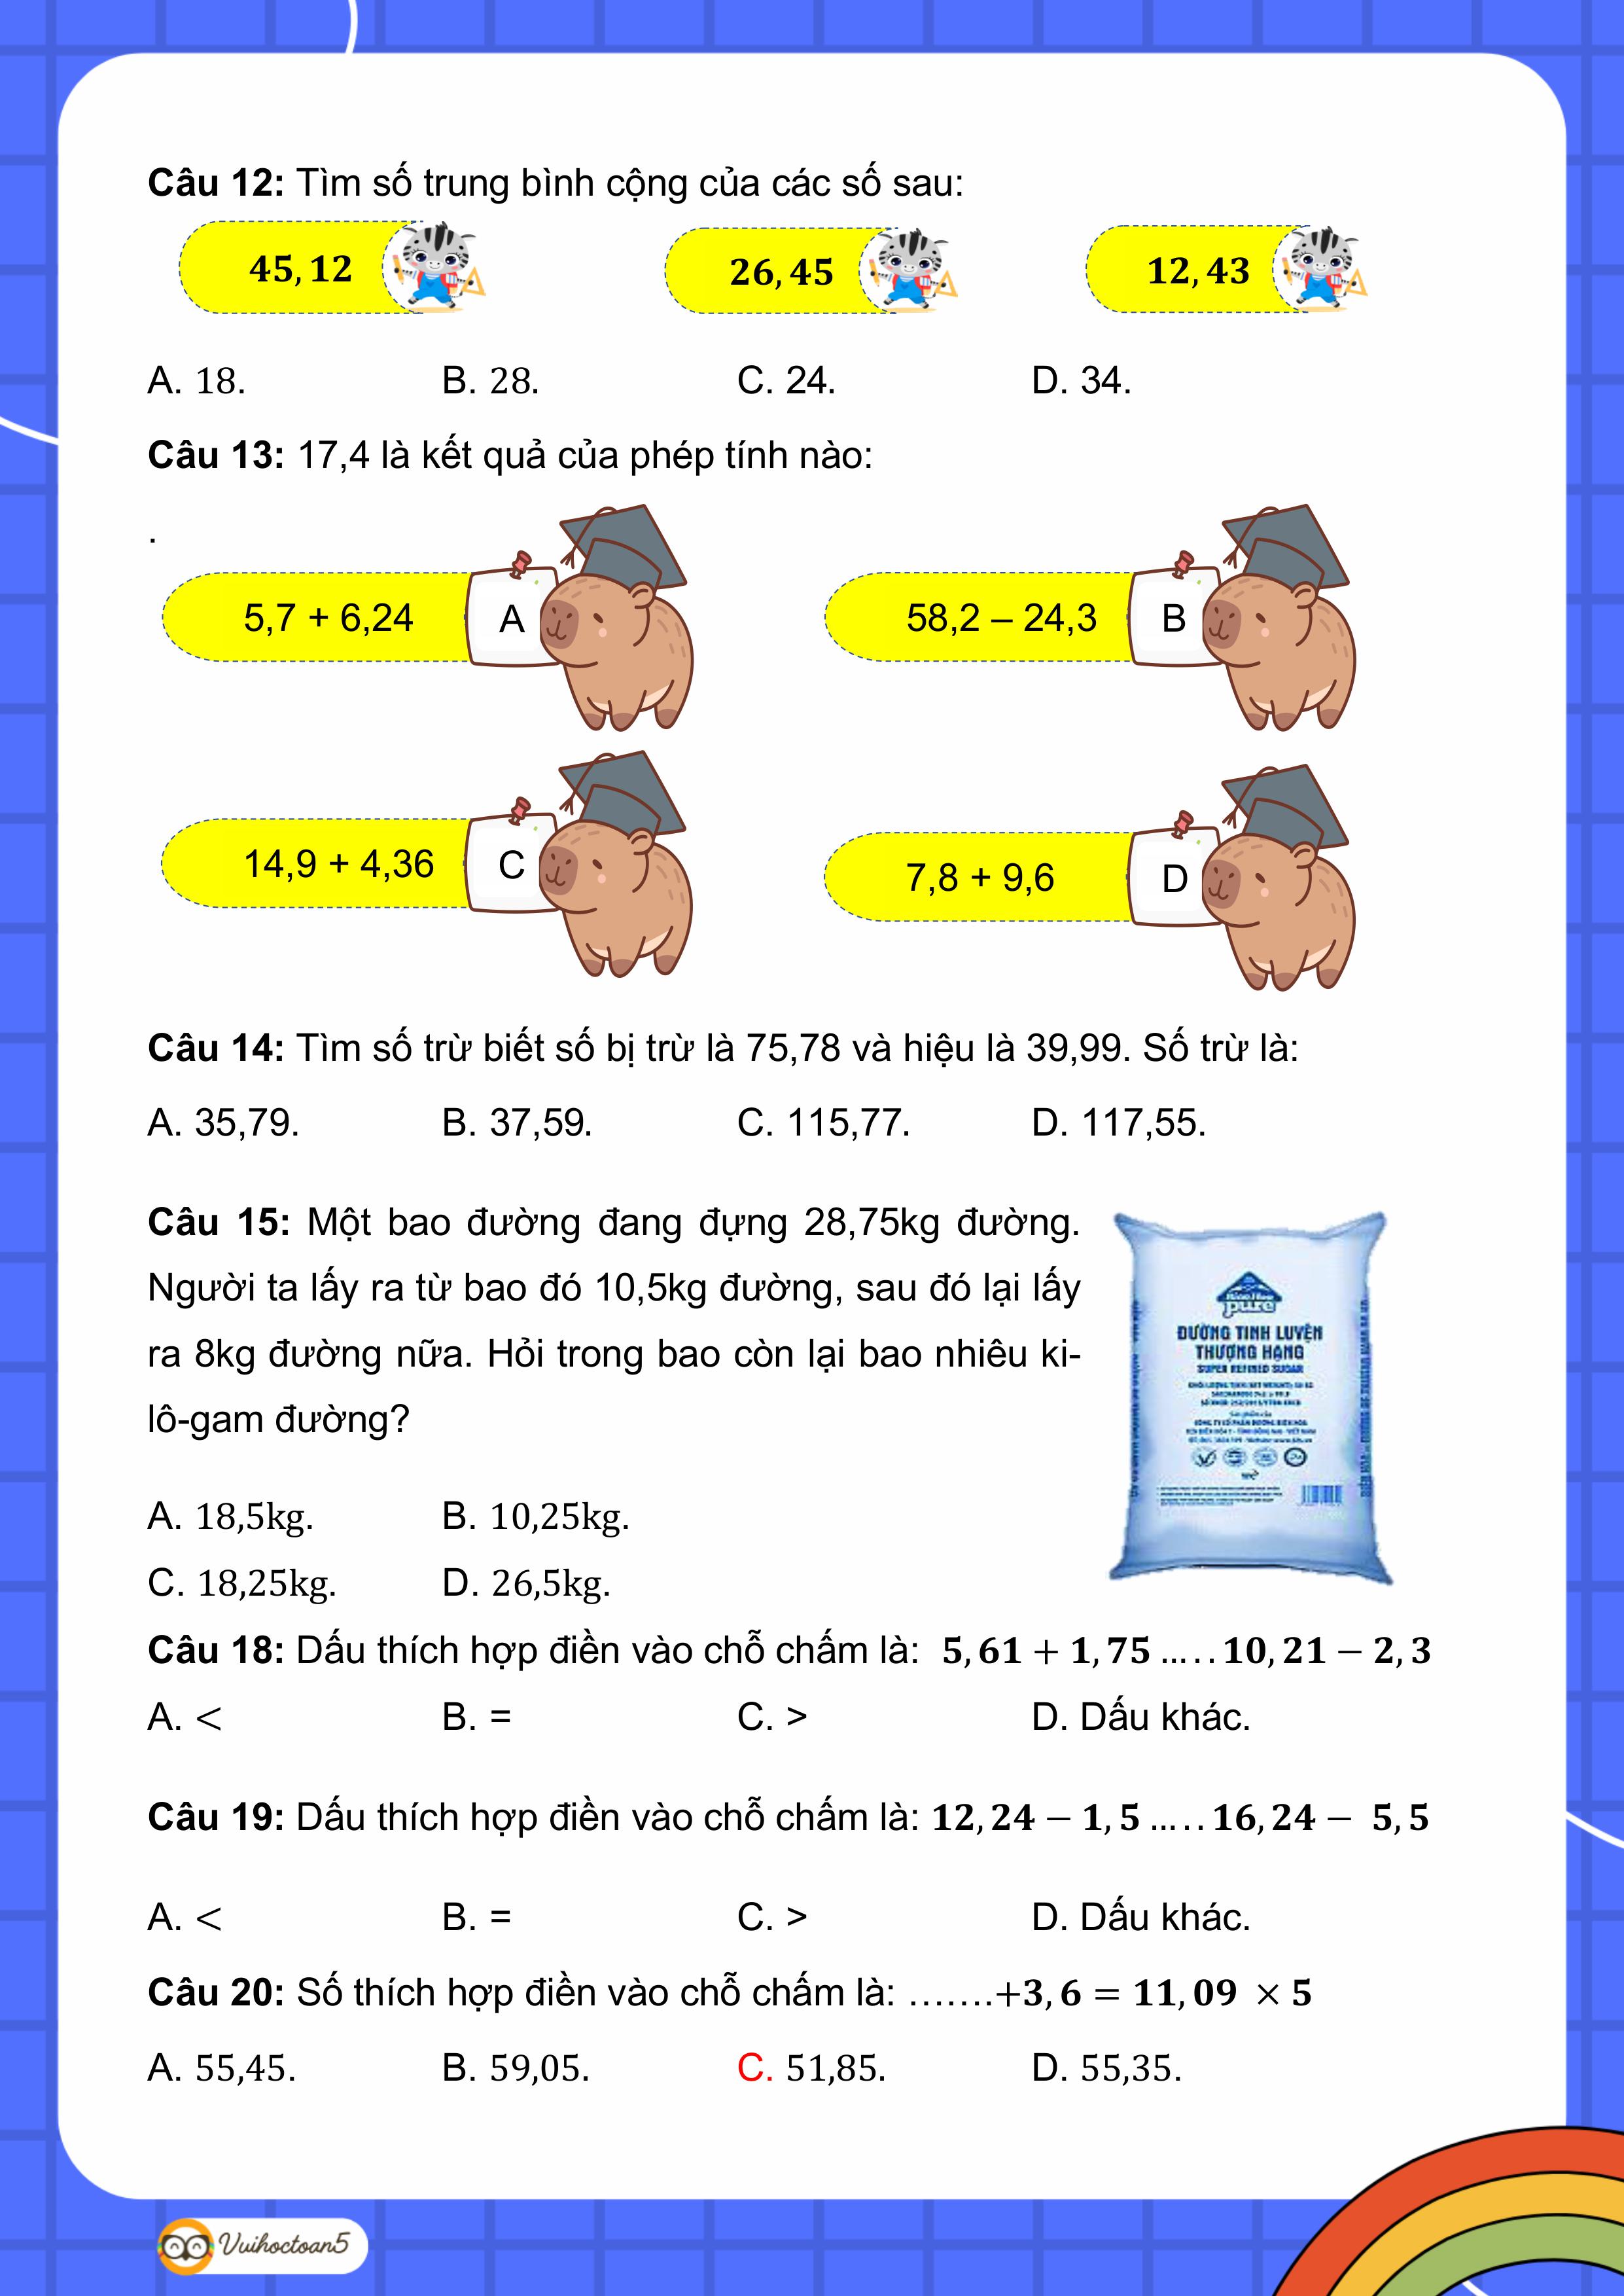 Câu 12: Tìm số trung bình cộng của các số sau:
45,12 26,45 12,43
A. 18. B. 28. C. 24. D. 34.
Câu 13: 17,4 là kết quả của phép tính nào:
.
5,7 + 6,24 A 58,2 – 24,3 B
14,9 + 4,36 C 7,8 + 9,6 D
Câu 14: Tìm số trừ biết số bị trừ là 75,78 và hiệu là 39,99. Số trừ là:
A. 35,79. B. 37,59. C. 115,77. D. 117,55.
Câu 15: Một bao đường đang đựng 28,75kg đường.
Người ta lấy ra từ bao đó 10,5kg đường, sau đó lại lấy
ra 8kg đường nữa. Hỏi trong bao còn lại bao nhiêu ki-
lô-gam đường?
pure
ĐƯỜNG TINH LUYỆN
THƯỢNG HẠNG
SUPER REFINED SUGAR
A. 18,5kg. B. 10,25kg.
C. 18,25kg. D. 26,5kg.
Câu 18: Dấu thích hợp điền vào chỗ chấm là: 5,61 + 1,75 ..... 10,21 − 2,3
A. < B. = C. > D. Dấu khác.
Câu 19: Dấu thích hợp điền vào chỗ chấm là: 12,24 − 1,5 ..... 16,24 − 5,5
A. < B. = C. > D. Dấu khác.
Câu 20: Số thích hợp điền vào chỗ chấm là: .......+3,6 = 11,09 × 5
A. 55,45. B. 59,05. C. 51,85. D. 55,35.
Vuihoctoan5